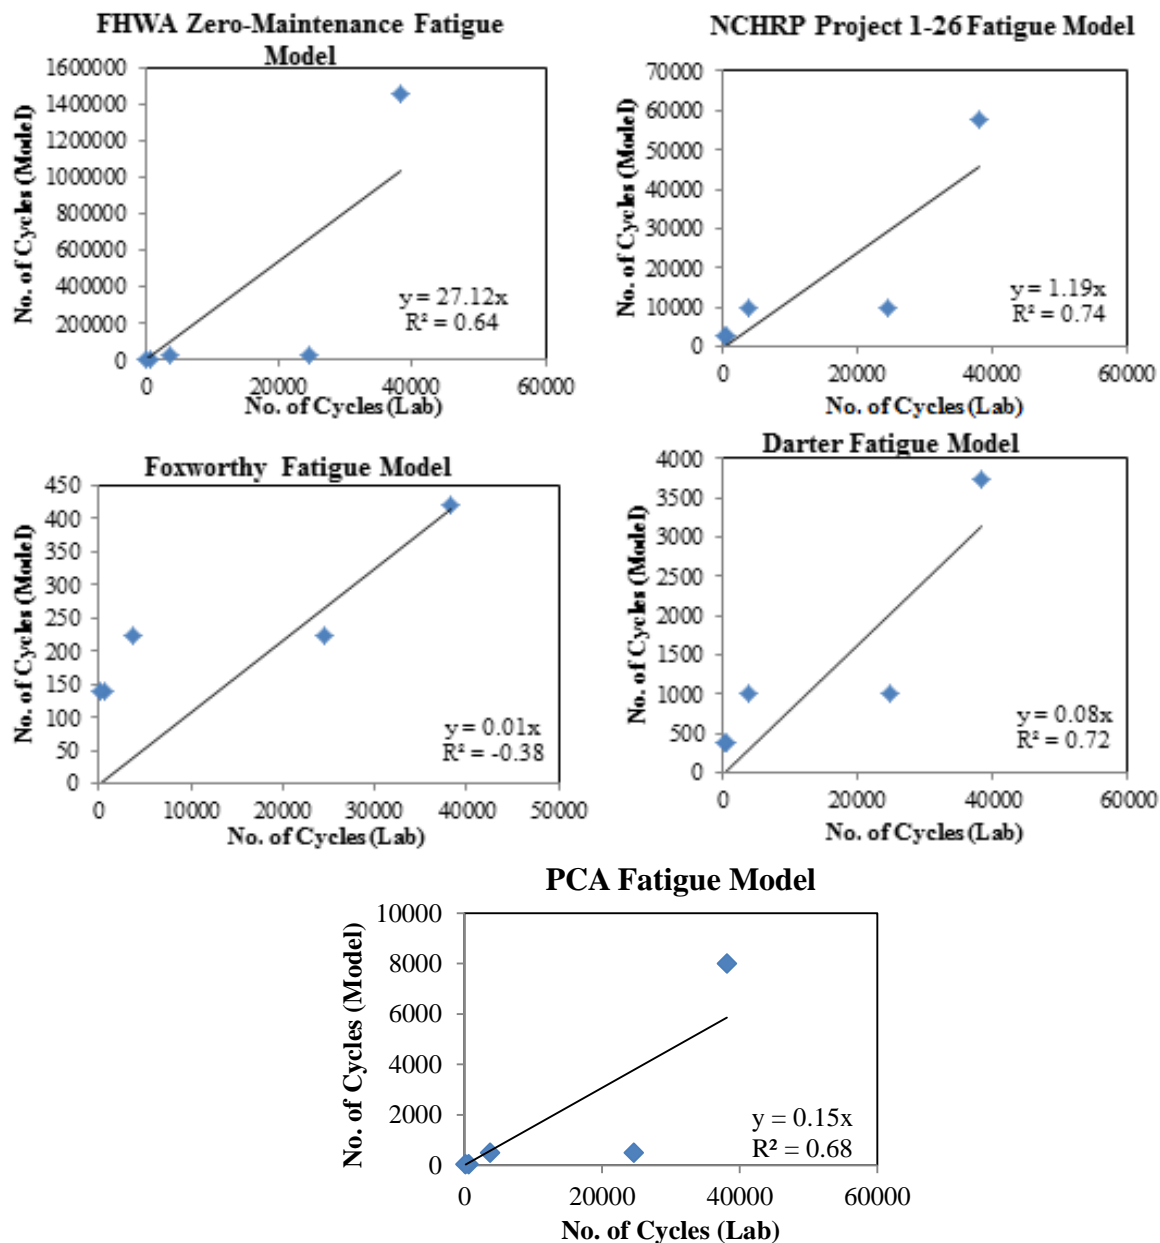 FHWA Zero-Maintenance Fatigue
Model
No. of Cycles (Model)
1600000
1400000
1200000
1000000
800000
600000
400000
200000
0
y = 27.12x
R² = 0.64
0 20000 40000 60000
No. of Cycles (Lab)
NCHRP Project 1-26 Fatigue Model
No. of Cycles (Model)
70000
60000
50000
40000
30000
20000
10000
0
y = 1.19x
R² = 0.74
0 20000 40000 60000
No. of Cycles (Lab)
Foxworthy Fatigue Model
No. of Cycles (Model)
450
400
350
300
250
200
150
100
50
0
y = 0.01x
R² = -0.38
0 10000 20000 30000 40000 50000
No. of Cycles (Lab)
Darter Fatigue Model
No. of Cycles (Model)
4000
3500
3000
2500
2000
1500
1000
500
0
y = 0.08x
R² = 0.72
0 20000 40000 60000
No. of Cycles (Lab)
PCA Fatigue Model
No. of Cycles (Model)
10000
8000
6000
4000
2000
0
y = 0.15x
R² = 0.68
0 20000 40000 60000
No. of Cycles (Lab)